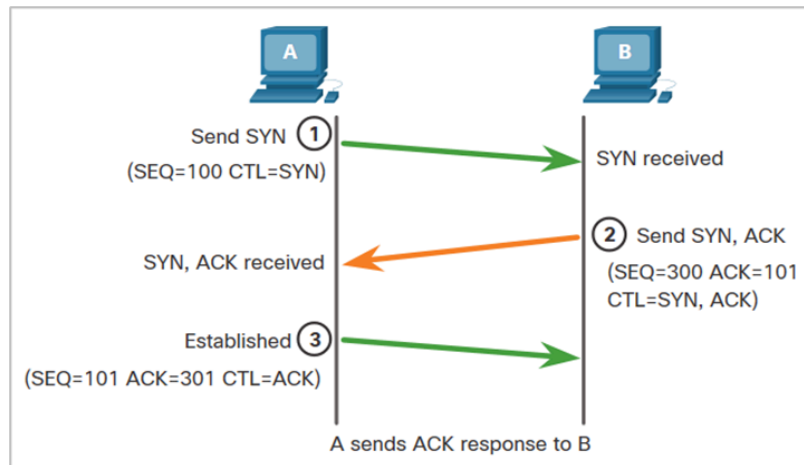 A
B
Send SYN 1
(SEQ=100 CTL=SYN)
SYN received
2 Send SYN, ACK
SYN, ACK received
(SEQ=300 ACK=101
CTL=SYN, ACK)
Established 3
(SEQ=101 ACK=301 CTL=ACK)
A sends ACK response to B